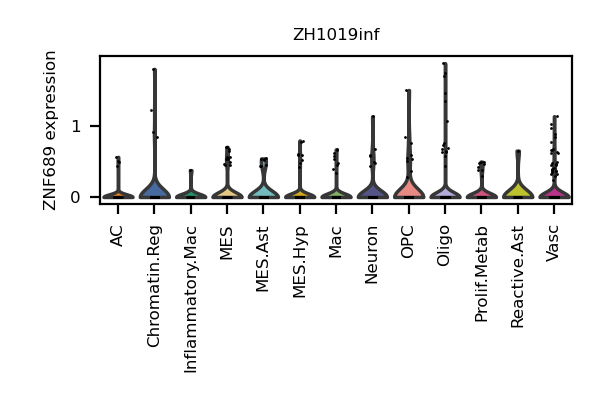 ZH1019inf
ZNF689 expression
1
0
AC
Chromatin.Reg
Inflammatory.Mac
MES
MES.Ast
MES.Hyp
Mac
Neuron
OPC
Oligo
Prolif.Metab
Reactive.Ast
Vasc